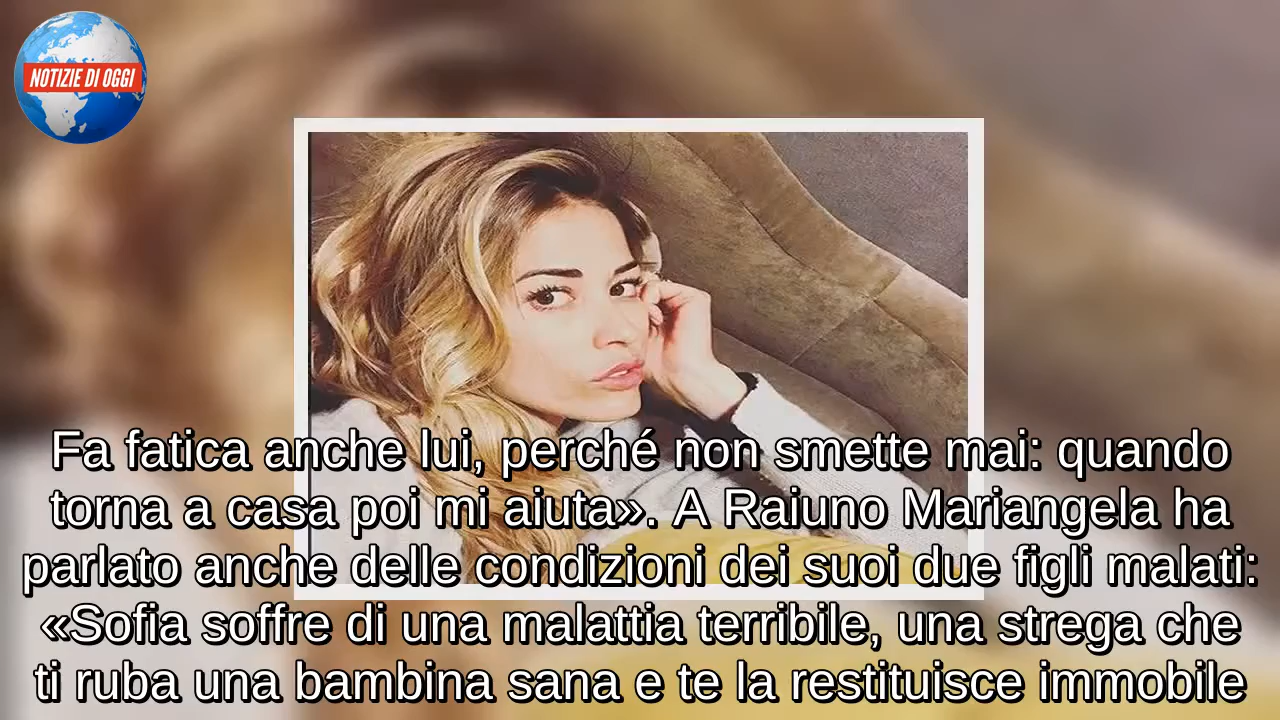 NOTIZIE DI OGGI
Fa fatica anche lui, perché non smette mai: quando
torna a casa poi mi aiuta». A Raiuno Mariangela ha
parlato anche delle condizioni dei suoi due figli malati:
«Sofia soffre di una malattia terribile, una strega che
ti ruba una bambina sana e te la restituisce immobile